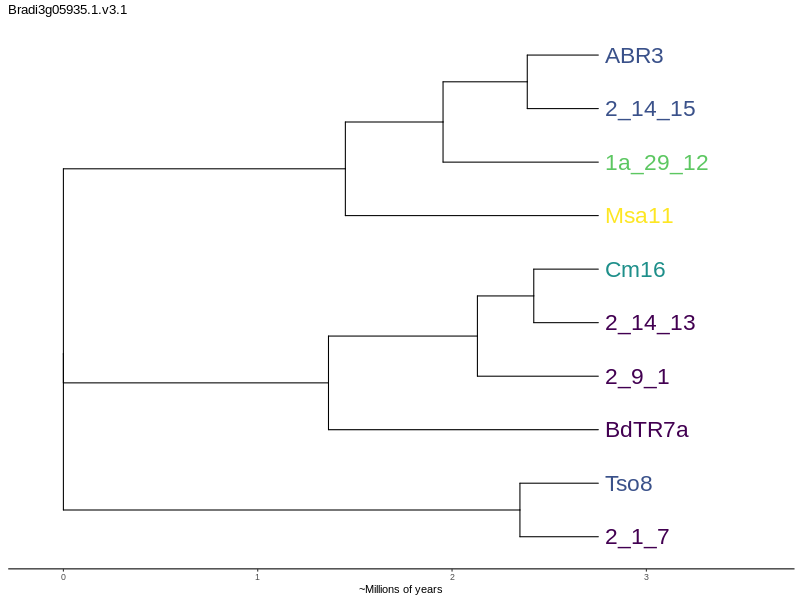 Bradi3g05935.1.v3.1
ABR3
2_14_15
1a_29_12
Msa11
Cm16
2_14_13
2_9_1
BdTR7a
Tso8
2_1_7
0 1 2 3
~Millions of years